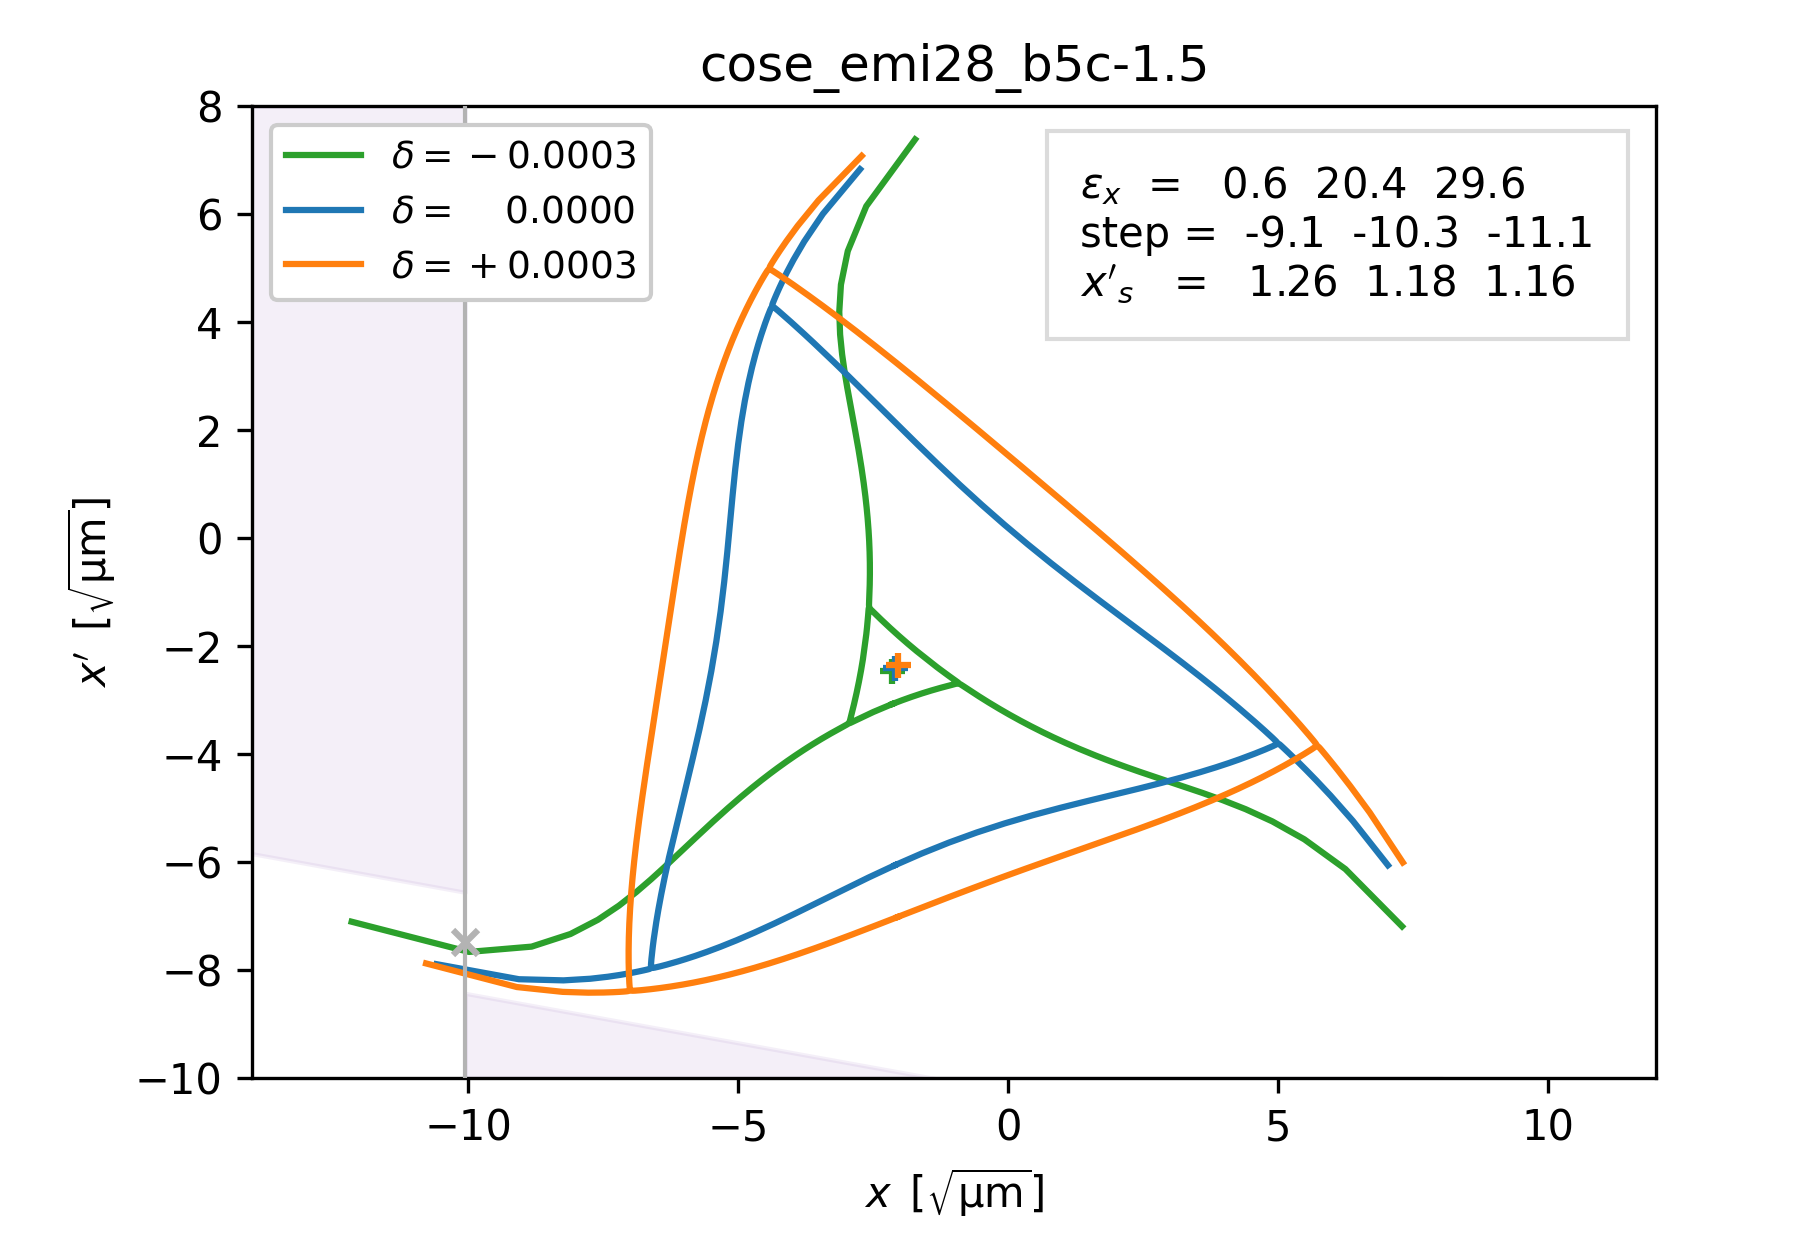 cose_emi28_b5c-1.5
δ = − 0.0003
δ = 0.0000
δ = + 0.0003
εx = 0.6 20.4 29.6
step = -9.1 -10.3 -11.1
x′s = 1.26 1.18 1.16
8
6
4
2
0
−2
−4
−6
−8
−10
x′ [√μm]
−10 −5 0 5 10
x [√μm]